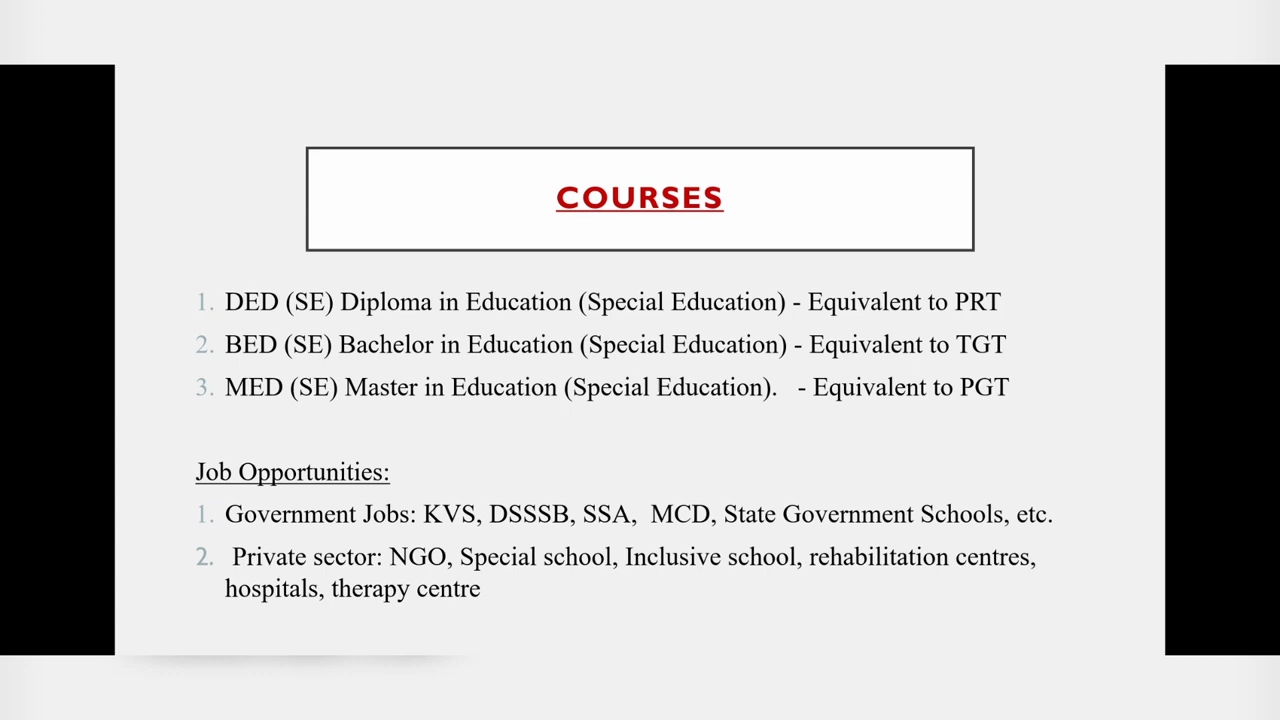 COURSES
1. DED (SE) Diploma in Education (Special Education) - Equivalent to PRT
2. BED (SE) Bachelor in Education (Special Education) - Equivalent to TGT
3. MED (SE) Master in Education (Special Education). - Equivalent to PGT
Job Opportunities:
1. Government Jobs: KVS, DSSSB, SSA, MCD, State Government Schools, etc.
2. Private sector: NGO, Special school, Inclusive school, rehabilitation centres,
hospitals, therapy centre